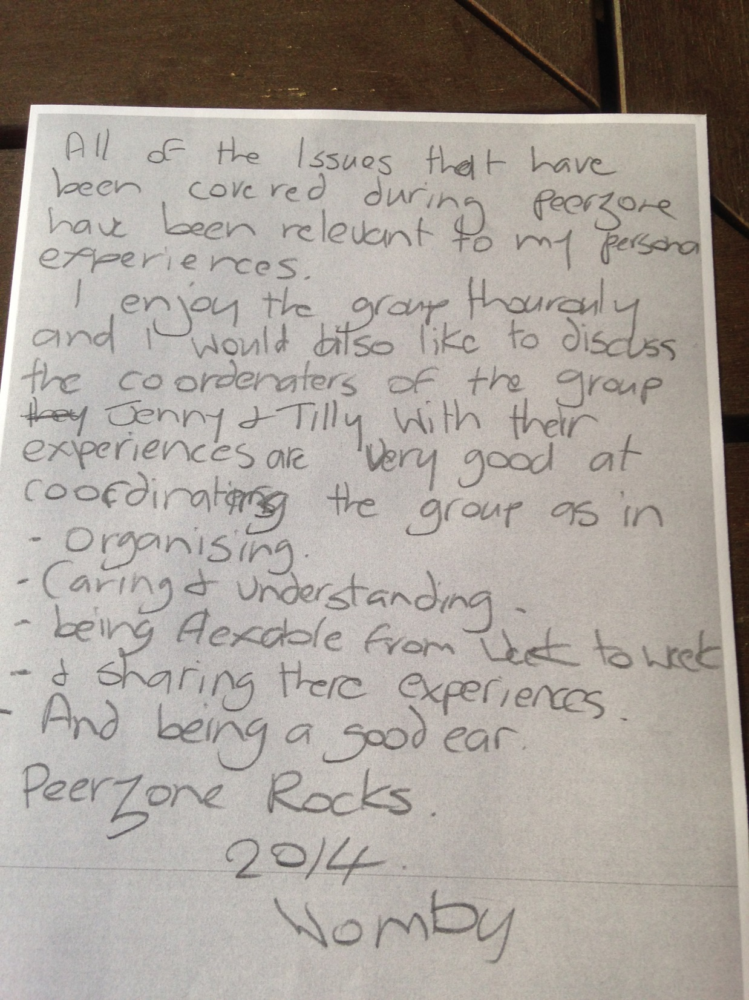 All of the Issues that have
been covered during peerzone
have been relevant to my persona
experiences.
I enjoy the group thourouly
and I would also like to discuss
the coordenaters of the group
they Jenny & Tilly with their
experiences are very good at
coordinating the group as in
- Organising.
- Caring & understanding.
- being flexable from week to week
- & sharing there experiences.
- And being a good ear.
Peerzone Rocks.
2014.
Womby